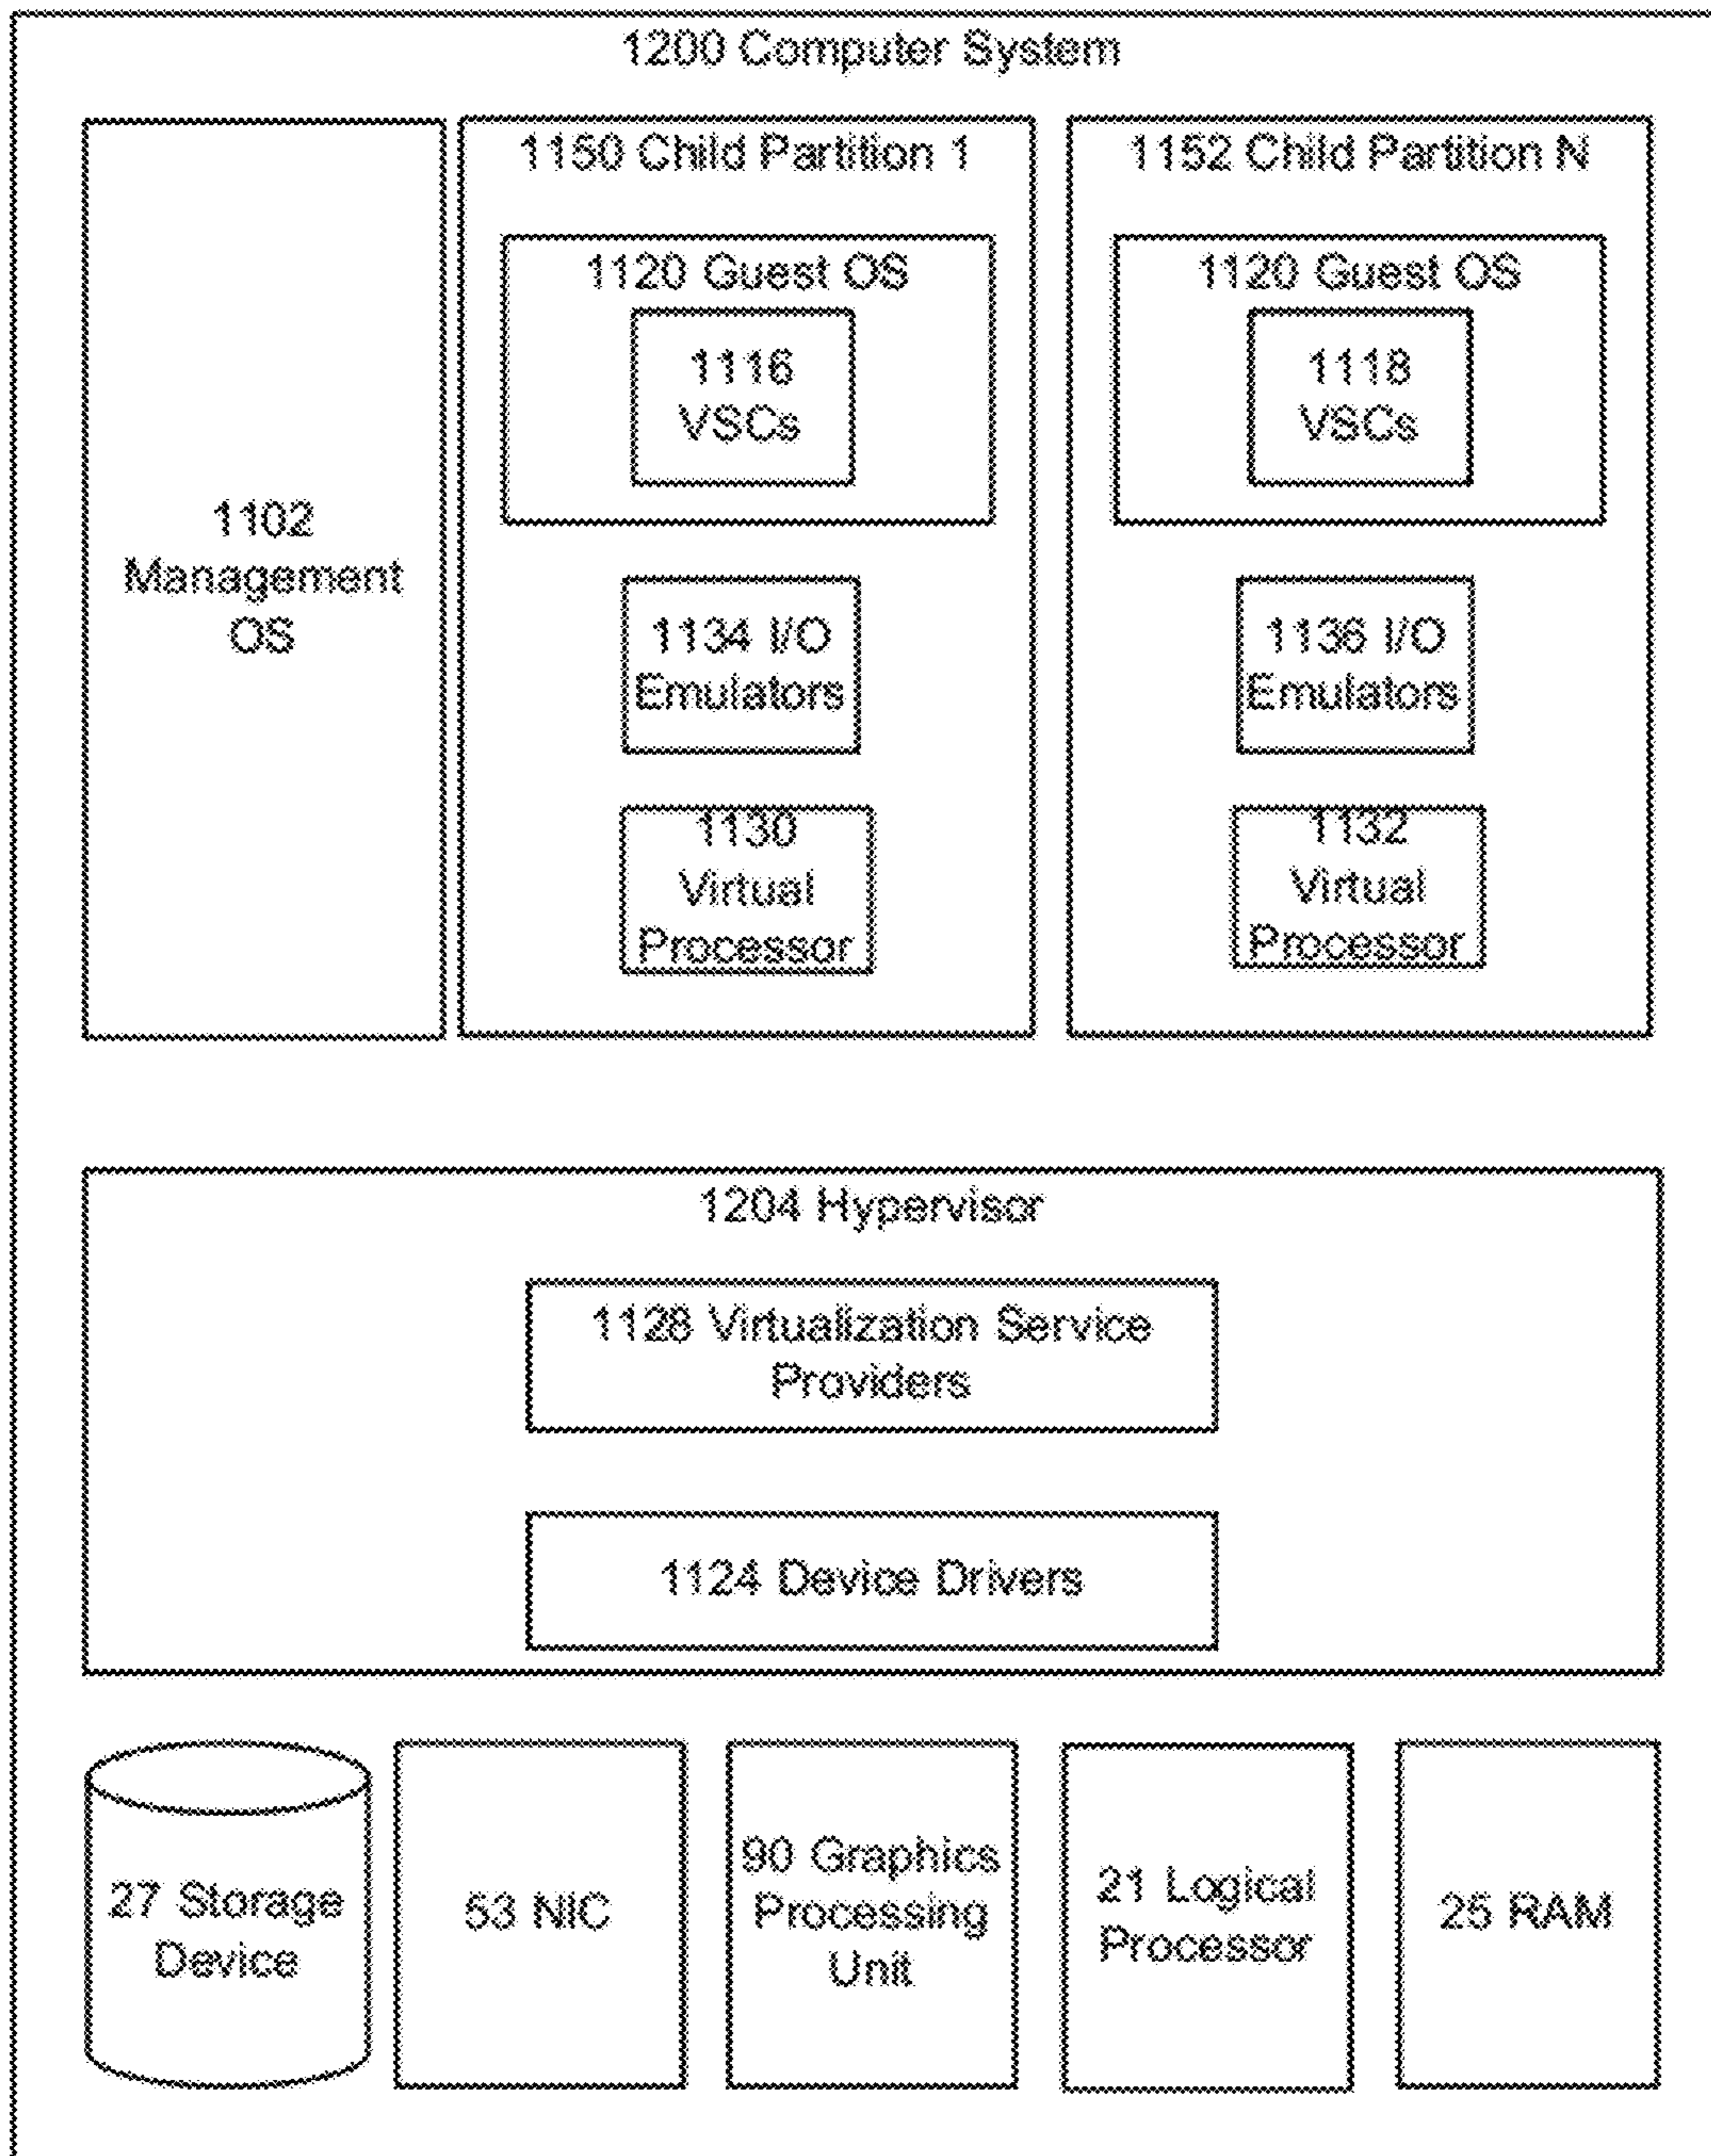 1200 Computer System
1102
Management
OS
1150 Child Partition 1
1120 Guest OS
1116
VSCs
1134 I/O
Emulators
1130
Virtual
Processor
1152 Child Partition N
1120 Guest OS
1118
VSCs
1136 I/O
Emulators
1132
Virtual
Processor
1204 Hypervisor
1128 Virtualization Service
Providers
1124 Device Drivers
27 Storage
Device
53 NIC
90 Graphics
Processing
Unit
21 Logical
Processor
25 RAM